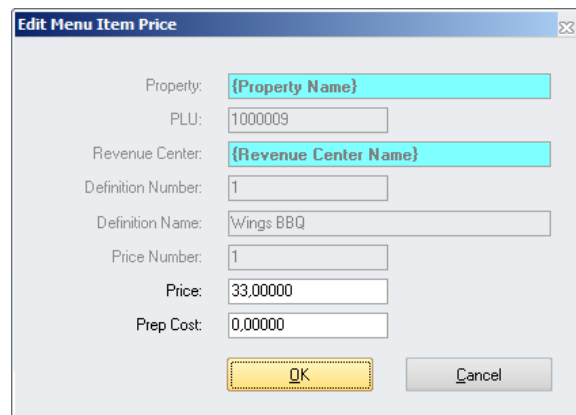 Edit Menu Item Price
Property: {Property Name}
PLU: 1000009
Revenue Center: {Revenue Center Name}
Definition Number: 1
Definition Name: Wings BBQ
Price Number: 1
Price: 33,00000
Prep Cost: 0,00000
OK Cancel